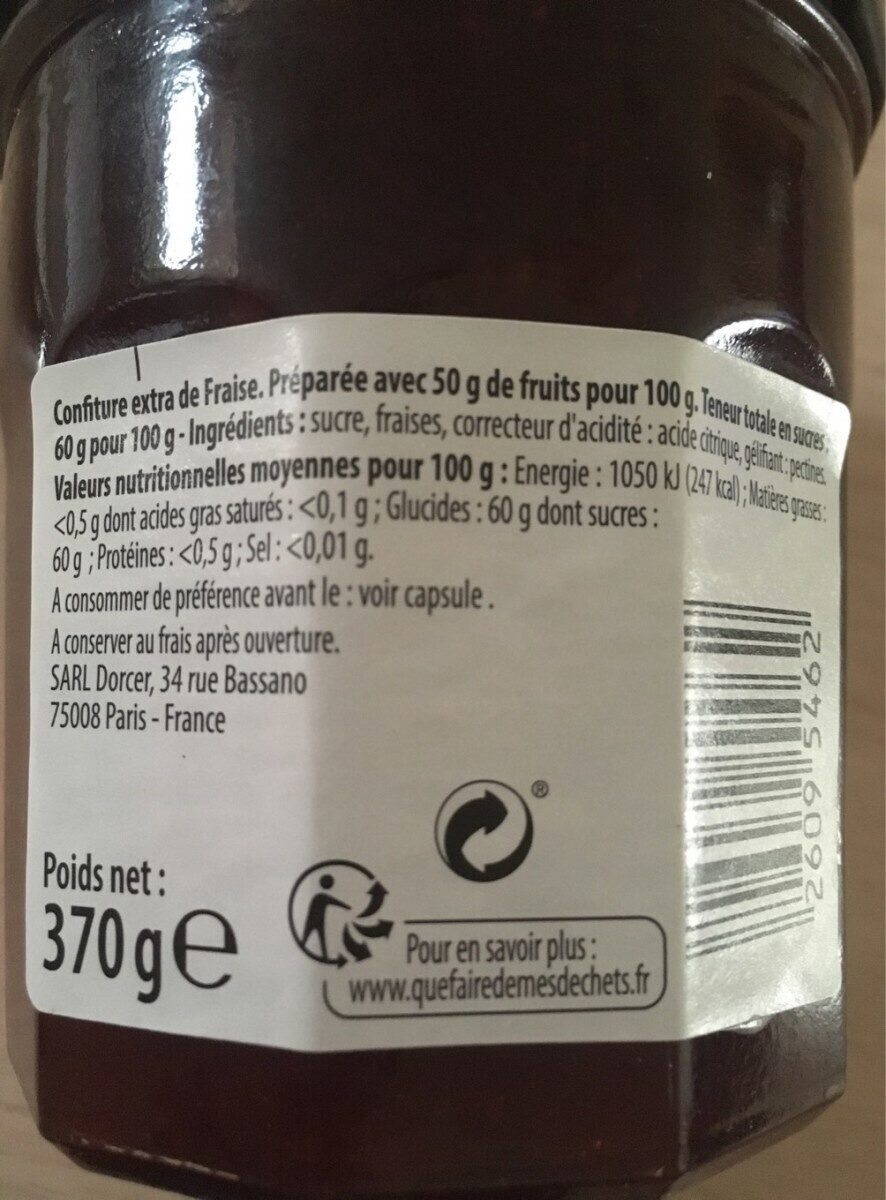 Confiture extra de Fraise. Préparée avec 50 g de fruits pour 100 g. Teneur totale en sucres :
60 g pour 100 g - Ingrédients : sucre, fraises, correcteur d'acidité : acide citrique, gélifiant : pectines.
Valeurs nutritionnelles moyennes pour 100 g : Energie : 1050 kJ (247 kcal) ; Matières grasses :
<0,5 g dont acides gras saturés : <0,1 g ; Glucides : 60 g dont sucres :
60 g ; Protéines : <0,5 g ; Sel : <0,01 g.
A consommer de préférence avant le : voir capsule .
A conserver au frais après ouverture.
SARL Dorcer, 34 rue Bassano
75008 Paris - France
2609 5462
®
Poids net :
370 g e
Pour en savoir plus :
www.quefairedemesdechets.fr